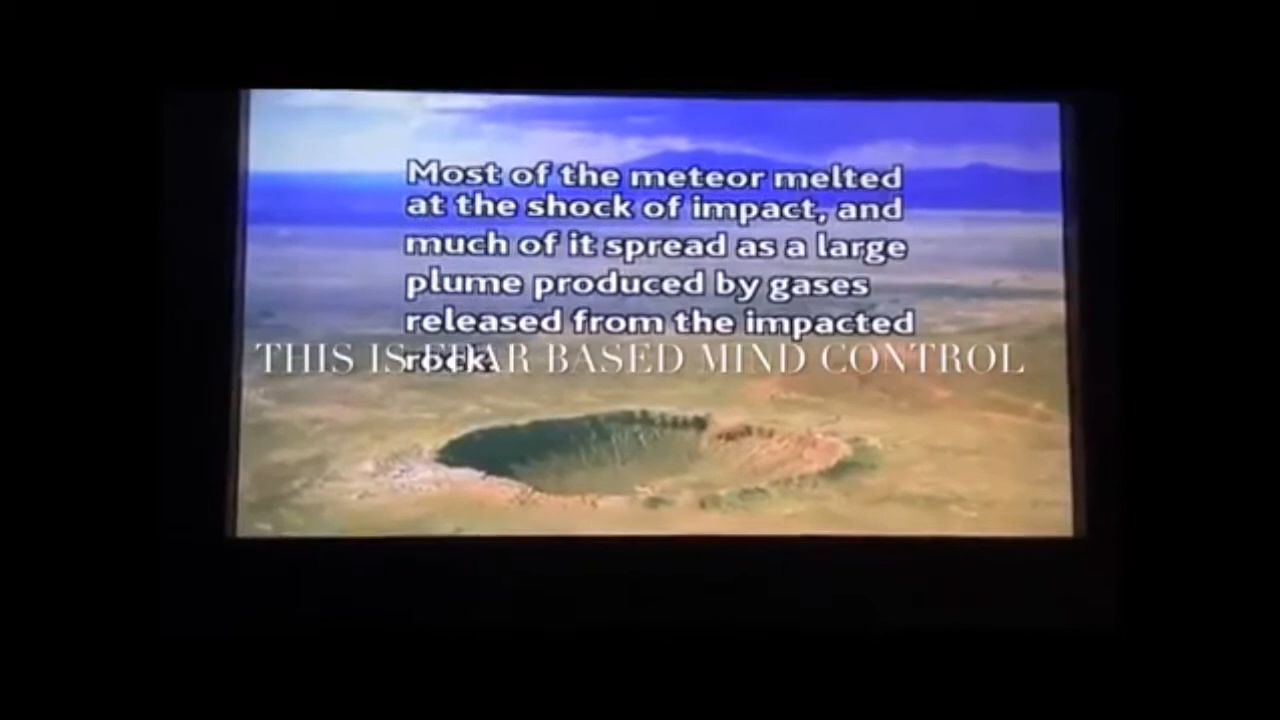 Most of the meteor melted
at the shock of impact, and
much of it spread as a large
plume produced by gases
released from the impacted
rock.
THIS IS FEAR BASED MIND CONTROL